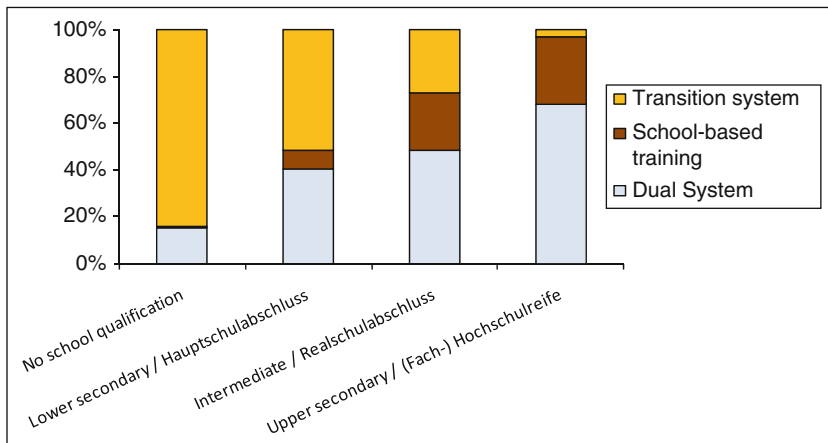 100%
80%
60%
40%
20%
0%
No school qualification
Lower secondary / Hauptschulabschluss
Intermediate / Realschulabschluss
Upper secondary / (Fach-) Hochschulreife
Transition system
School-based
training
Dual System